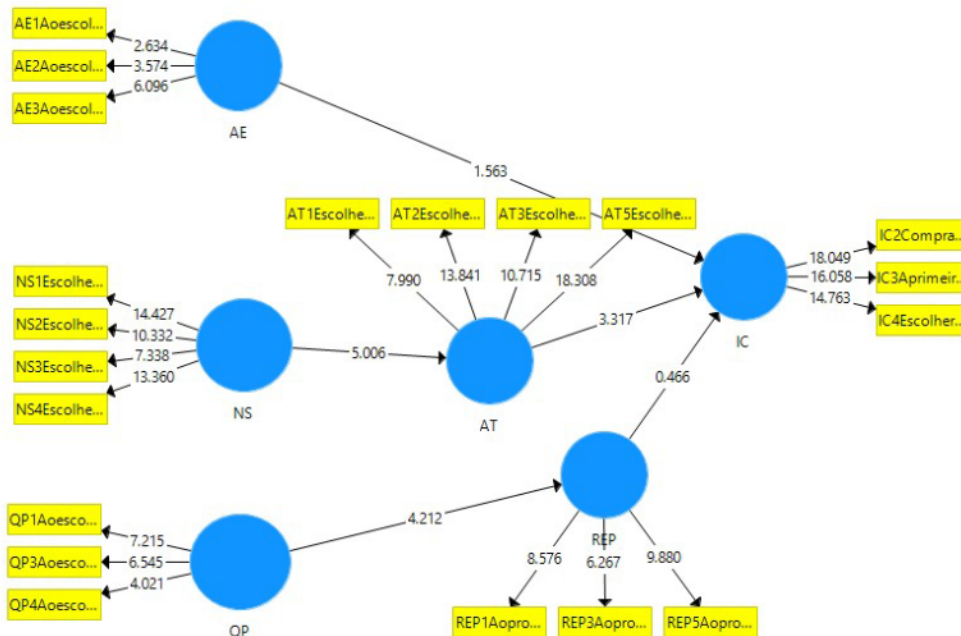 AE1Aoescol...
2.634
AE2Aoescol...
3.574
AE3Aoescol...
6.096
AE
1.563
AT1Escolhe...
AT2Escolhe...
AT3Escolhe...
AT5Escolhe...
7.990
13.841
10.715
18.308
IC2Compra...
18.049
IC3Aprimeir...
16.058
IC4Escolher...
14.763
IC
NS1Escolhe...
14.427
NS2Escolhe...
10.332
NS3Escolhe...
7.338
NS4Escolhe...
13.360
NS
5.006
AT
3.317
0.466
QP1Aoesco...
7.215
QP3Aoesco...
6.545
QP4Aoesco...
4.021
QP
4.212
REP
8.576
6.267
9.880
REP1Aopro...
REP3Aopro...
REP5Aopro...